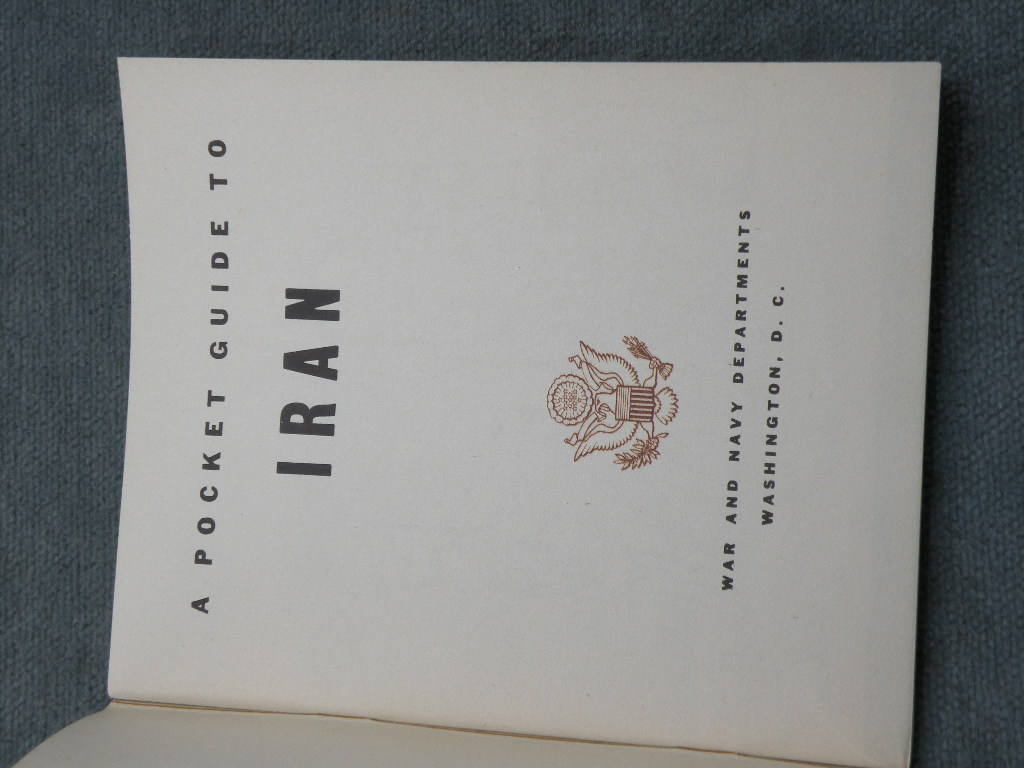 A POCKET GUIDE TO
IRAN
WAR AND NAVY DEPARTMENTS
WASHINGTON, D. C.